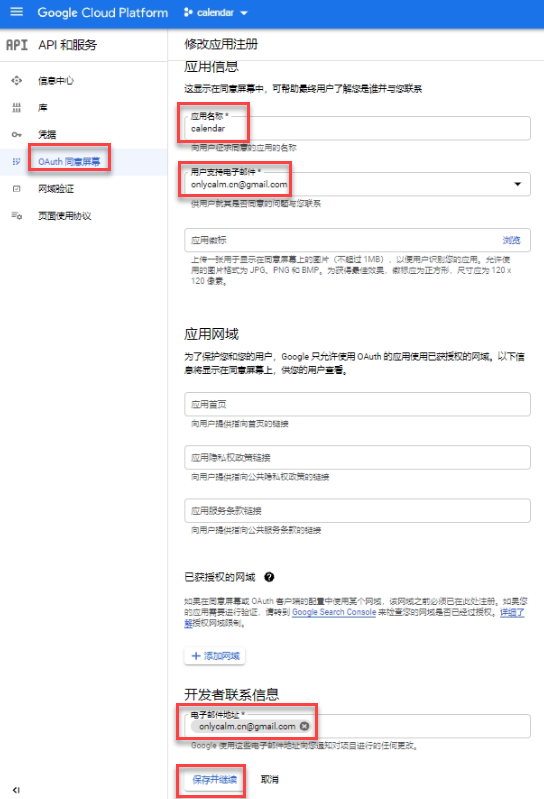 Google Cloud Platform
calendar
API API 和服务
修改应用注册
信息中心
库
凭据
OAuth 同意屏幕
网域验证
页面使用协议
应用信息
这显示在同意屏幕中，可帮助最终用户了解您是谁并与您联系
应用名称 *
calendar
向用户征求同意的应用的名称
用户支持电子邮件 *
onlycalm.cn@gmail.com
供用户就其是否同意的问题与您联系
应用徽标
浏览
上传一张用于显示在同意屏幕上的图片（不超过 1MB），以便用户识别您的应用。允许使
用的图片格式为 JPG、PNG 和 BMP。为获得最佳效果，徽标应为正方形，尺寸应为 120 x
120 像素。
应用网域
为了保护您和您的用户，Google 只允许使用 OAuth 的应用使用已获授权的网域。以下信
息将显示在同意屏幕上，供您的用户查看。
应用首页
向用户提供指向首页的链接
应用隐私权政策链接
向用户提供指向公共隐私权政策的链接
应用服务条款链接
向用户提供指向公共服务条款的链接
已获授权的网域
如果在同意屏幕或 OAuth 客户端的配置中使用某个网域，该网域之前必须已在此处注册。如果您
的应用需要进行验证，请转到 Google Search Console 来检查您的网域是否已经过授权。详细了
解授权网域限制。
+ 添加网域
开发者联系信息
电子邮件地址 *
onlycalm.cn@gmail.com
Google 使用这些电子邮件地址向您通知对项目进行的任何更改。
保存并继续
取消